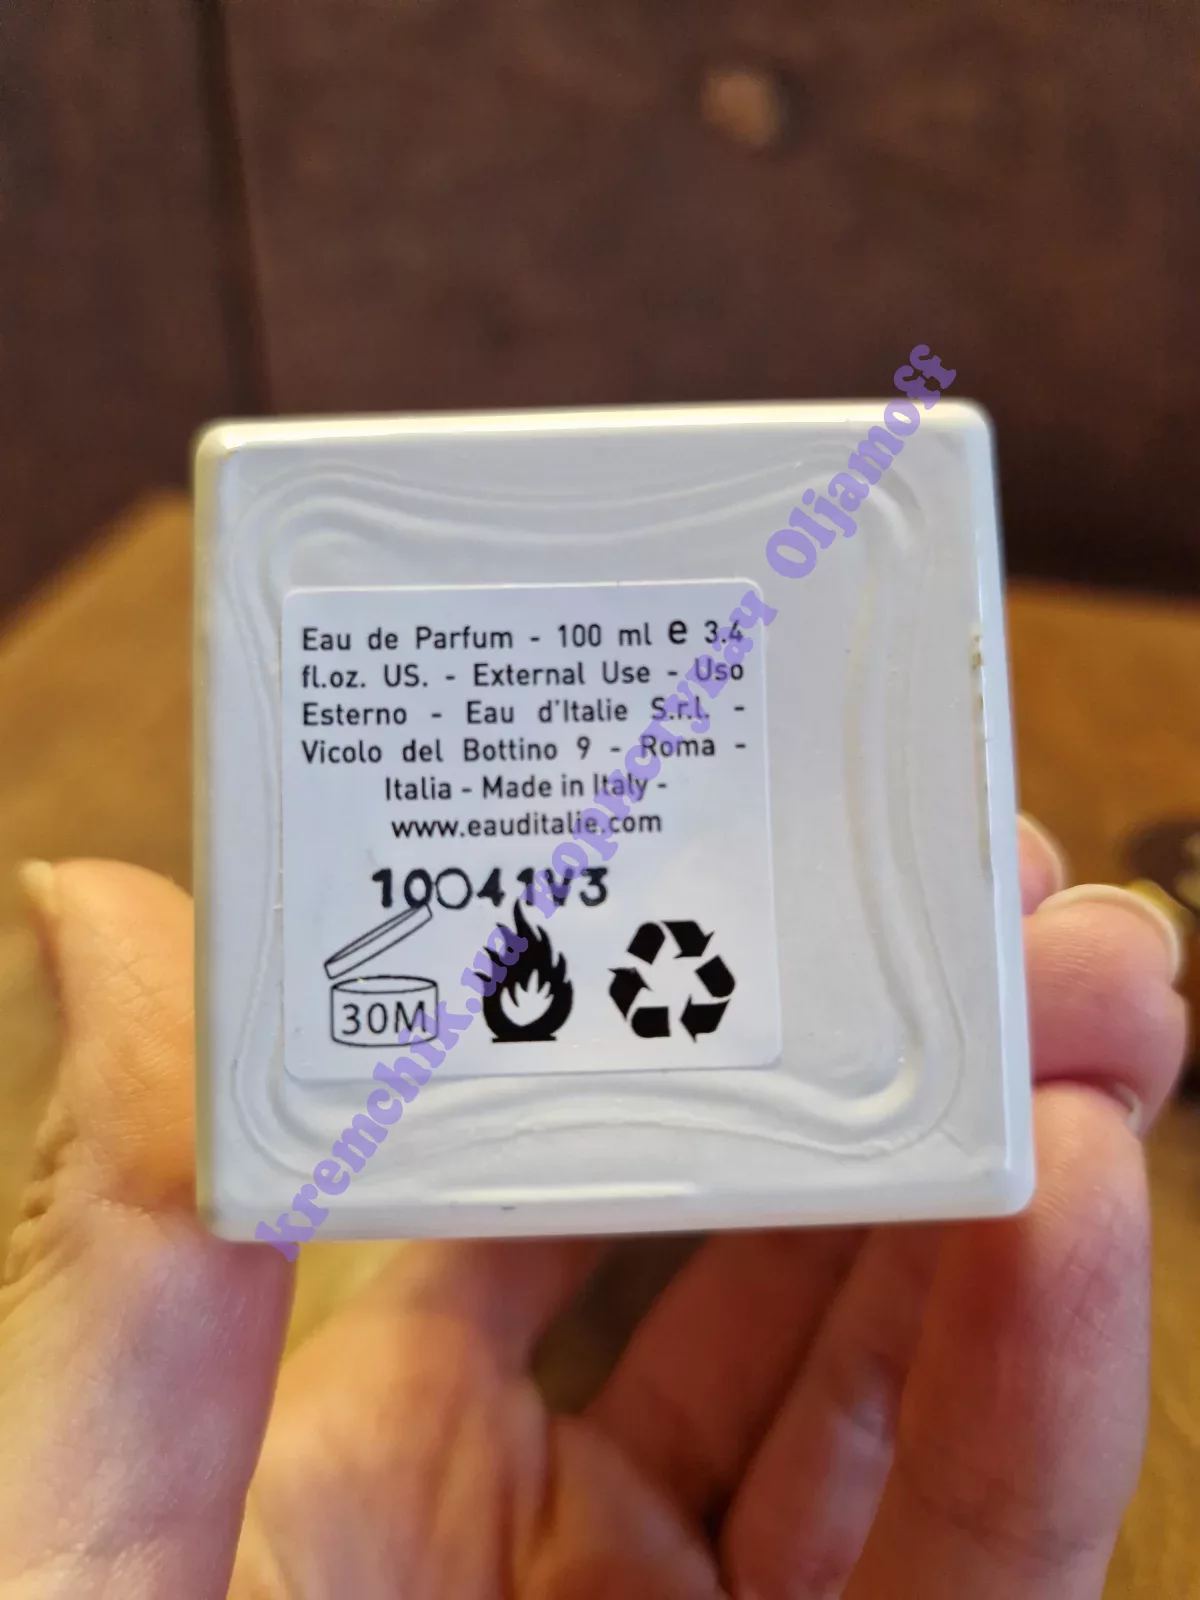 Eau de Parfum - 100 ml e 3.4
fl.oz. US. - External Use - Uso
Esterno - Eau d'Italie S.r.l. -
Vicolo del Bottino 9 - Roma -
Italia - Made in Italy -
www.eauditalie.com
10041V3
30M
kremchik.ua користувач Oljamoff